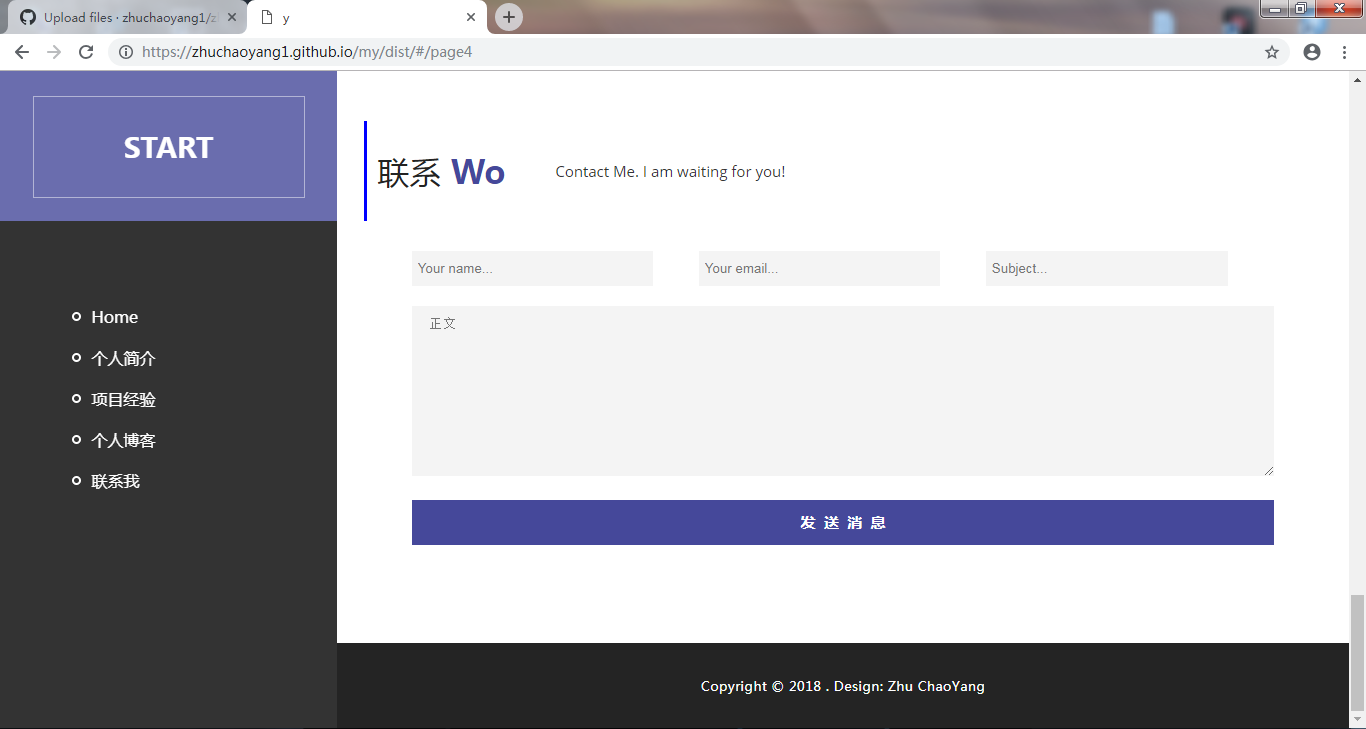 Upload files · zhuchaoyang1/z
y
https://zhuchaoyang1.github.io/my/dist/#/page4
START
Home
个人简介
项目经验
个人博客
联系我
联系 Wo
Contact Me. I am waiting for you!
Your name...
Your email...
Subject...
正文
发送消息
Copyright © 2018 . Design: Zhu ChaoYang